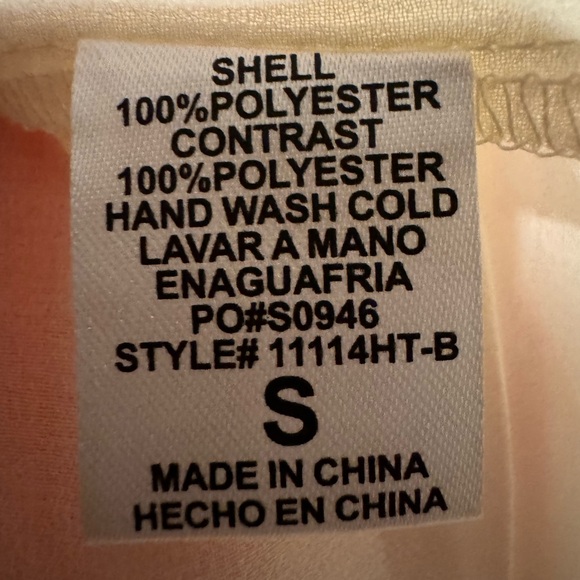 SHELL
100%POLYESTER
CONTRAST
100%POLYESTER
HAND WASH COLD
LAVAR A MANO
ENAGUAFRIA
PO#S0946
STYLE# 11114HT-B
S
MADE IN CHINA
HECHO EN CHINA